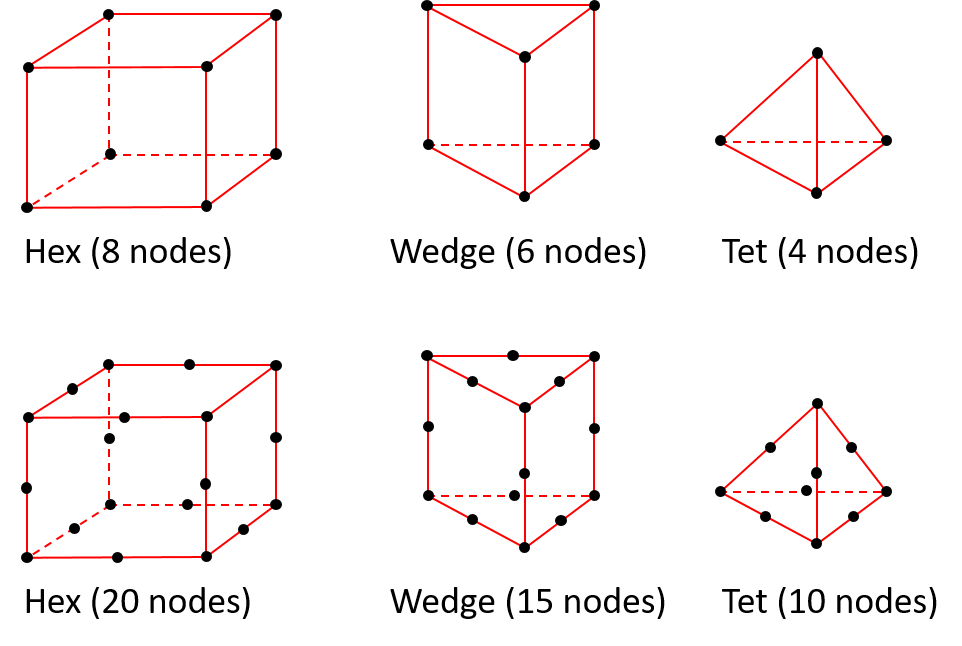 Hex (8 nodes)
Wedge (6 nodes)
Tet (4 nodes)
Hex (20 nodes)
Wedge (15 nodes)
Tet (10 nodes)